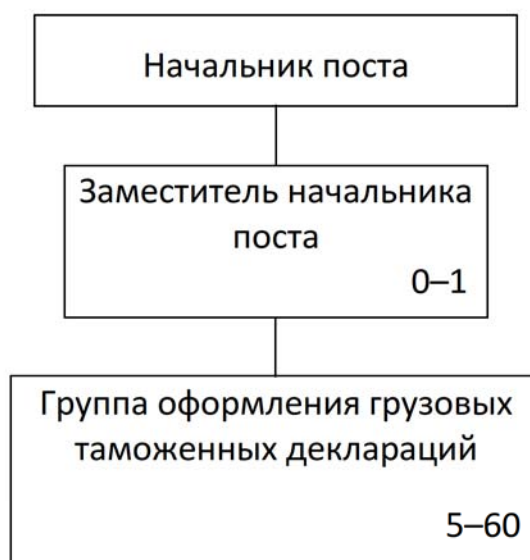 Начальник поста
Заместитель начальника
поста
0–1
Группа оформления грузовых
таможенных деклараций
5–60